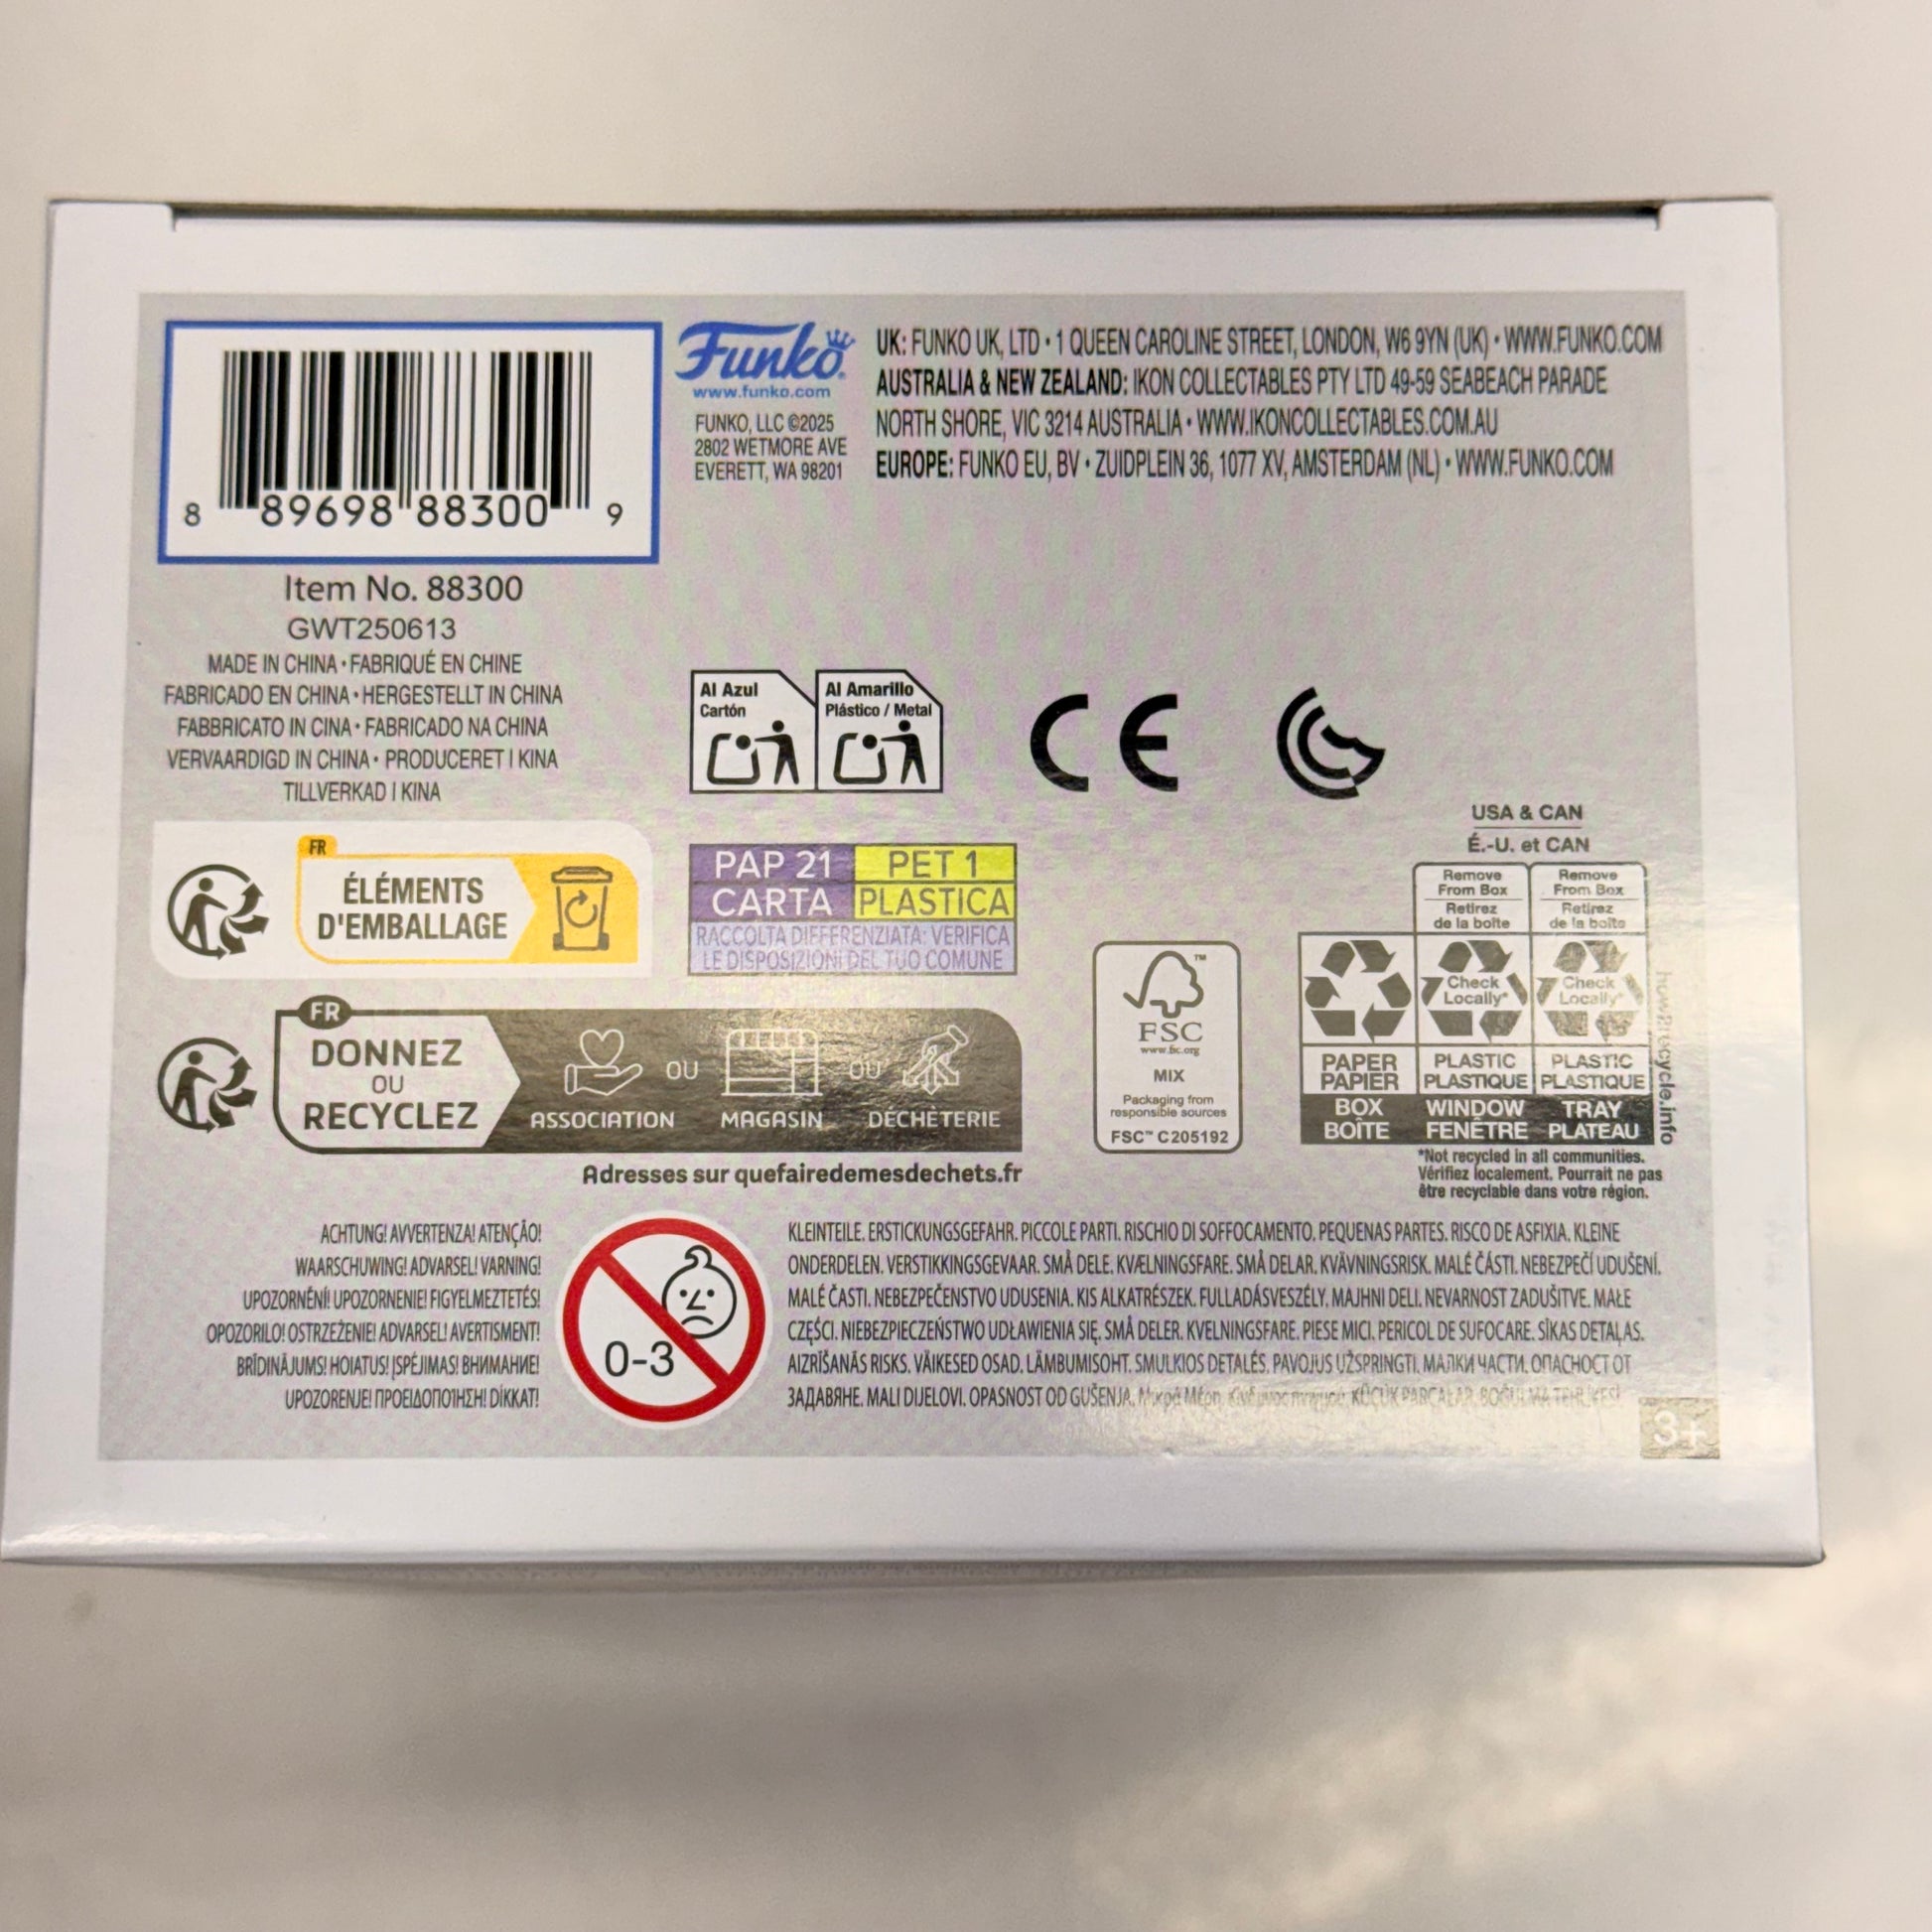 8 89698 88300 9
Item No. 88300
GWT250613
MADE IN CHINA • FABRIQUÉ EN CHINE
FABRICADO EN CHINA • HERGESTELLT IN CHINA
FABBRICATO IN CINA • FABRICADO NA CHINA
VERVAARDIGD IN CHINA • PRODUCERET I KINA
TILLVERKAD I KINA
Funko®
www.funko.com
FUNKO, LLC ©2025
2802 WETMORE AVE
EVERETT, WA 98201
UK: FUNKO UK, LTD • 1 QUEEN CAROLINE STREET, LONDON, W6 9YN (UK) • WWW.FUNKO.COM
AUSTRALIA & NEW ZEALAND: IKON COLLECTABLES PTY LTD 49-59 SEABEACH PARADE
NORTH SHORE, VIC 3214 AUSTRALIA • WWW.IKONCOLLECTABLES.COM.AU
EUROPE: FUNKO EU, BV • ZUIDPLEIN 36, 1077 XV, AMSTERDAM (NL) • WWW.FUNKO.COM
Al Azul
Cartón
Al Amarillo
Plástico / Metal
CE
FR
ÉLÉMENTS
D'EMBALLAGE
PAP 21
CARTA
PET 1
PLASTICA
RACCOLTA DIFFERENZIATA: VERIFICA
LE DISPOSIZIONI DEL TUO COMUNE
FR
DONNEZ
OU
RECYCLEZ
ASSOCIATION
OU
MAGASIN
OU
DÉCHÈTERIE
Adresses sur quefairedemesdechets.fr
FSC™
www.fsc.org
MIX
Packaging from
responsible sources
FSC™ C205192
USA & CAN
É.-U. et CAN
Remove
From Box
Retirez
de la boîte
Remove
From Box
Retirez
de la boîte
Check
Locally*
Check
Locally*
PAPER
PAPIER
PLASTIC
PLASTIQUE
PLASTIC
PLASTIQUE
BOX
BOÎTE
WINDOW
FENÊTRE
TRAY
PLATEAU
how2recycle.info
*Not recycled in all communities.
Vérifiez localement. Pourrait ne pas
être recyclable dans votre région.
ACHTUNG! AVVERTENZA! ATENÇÃO!
WAARSCHUWING! ADVARSEL! VARNING!
UPOZORNĚNÍ! UPOZORNENIE! FIGYELMEZTETÉS!
OPOZORILO! OSTRZEŻENIE! ADVARSEL! AVERTISMENT!
BRĪDINĀJUMS! HOIATUS! ĮSPĖJIMAS! ВНИМАНИЕ!
UPOZORENJE! ΠΡΟΕΙΔΟΠΟΊΗΣΗ! DİKKAT!
0-3
KLEINTEILE. ERSTICKUNGSGEFAHR. PICCOLE PARTI. RISCHIO DI SOFFOCAMENTO. PEQUENAS PARTES. RISCO DE ASFIXIA. KLEINE
ONDERDELEN. VERSTIKKINGSGEVAAR. SMÅ DELE. KVÆLNINGSFARE. SMÅ DELAR. KVÄVNINGSRISK. MALÉ ČÁSTI. NEBEZPEČÍ UDUŠENÍ.
MALÉ ČASTI. NEBEZPEČENSTVO UDUSENIA. KIS ALKATRÉSZEK. FULLADÁSVESZÉLY. MAJHNI DELI. NEVARNOST ZADUŠITVE. MAŁE
CZĘŚCI. NIEBEZPIECZEŃSTWO UDŁAWIENIA SIĘ. SMÅ DELER. KVELNINGSFARE. PIESE MICI. PERICOL DE SUFOCARE. SĪKAS DETAĻAS.
AIZRĪŠANĀS RISKS. VÄIKESED OSAD. LÄMBUMISOHT. SMULKIOS DETALĖS. PAVOJUS UŽSPRINGTI. МАЛКИ ЧАСТИ. ОПАСНОСТ ОТ
ЗАДАВЯНЕ. MALI DIJELOVI. OPASNOST OD GUŠENJA. Μικρά Μέρη. Κίνδυνος πνιγμού. KÜÇÜK PARÇALAR. BOĞULMA TEHLİKESİ
3+